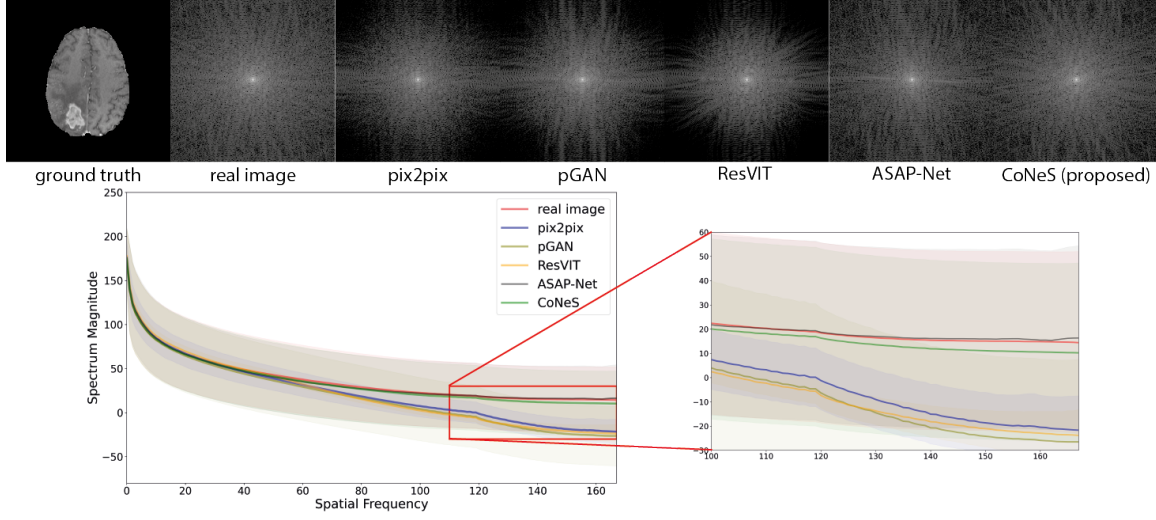 ground truth
real image
pix2pix
pGAN
ResVIT
ASAP-Net
CoNeS (proposed)
250
200
150
100
50
0
−50
Spectrum Magnitude
0
20
40
60
80
100
120
140
160
Spatial Frequency
real image
pix2pix
pGAN
ResVIT
ASAP-Net
CoNeS
60
50
40
30
20
10
0
−10
−20
−30
100
110
120
130
140
150
160